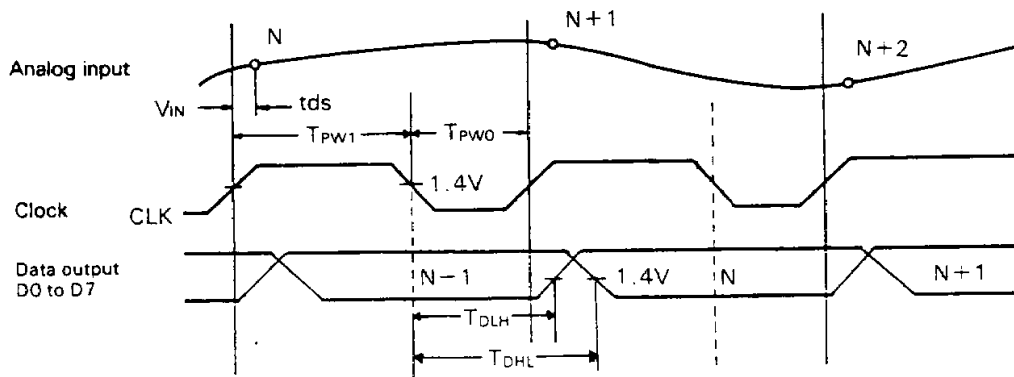 N
N+1
N+2
Analog input
VIN
tds
TPW1
TPW0
1.4V
Clock
CLK
Data output
D0 to D7
N−1
1.4V
N
N+1
TDLH
TDHL